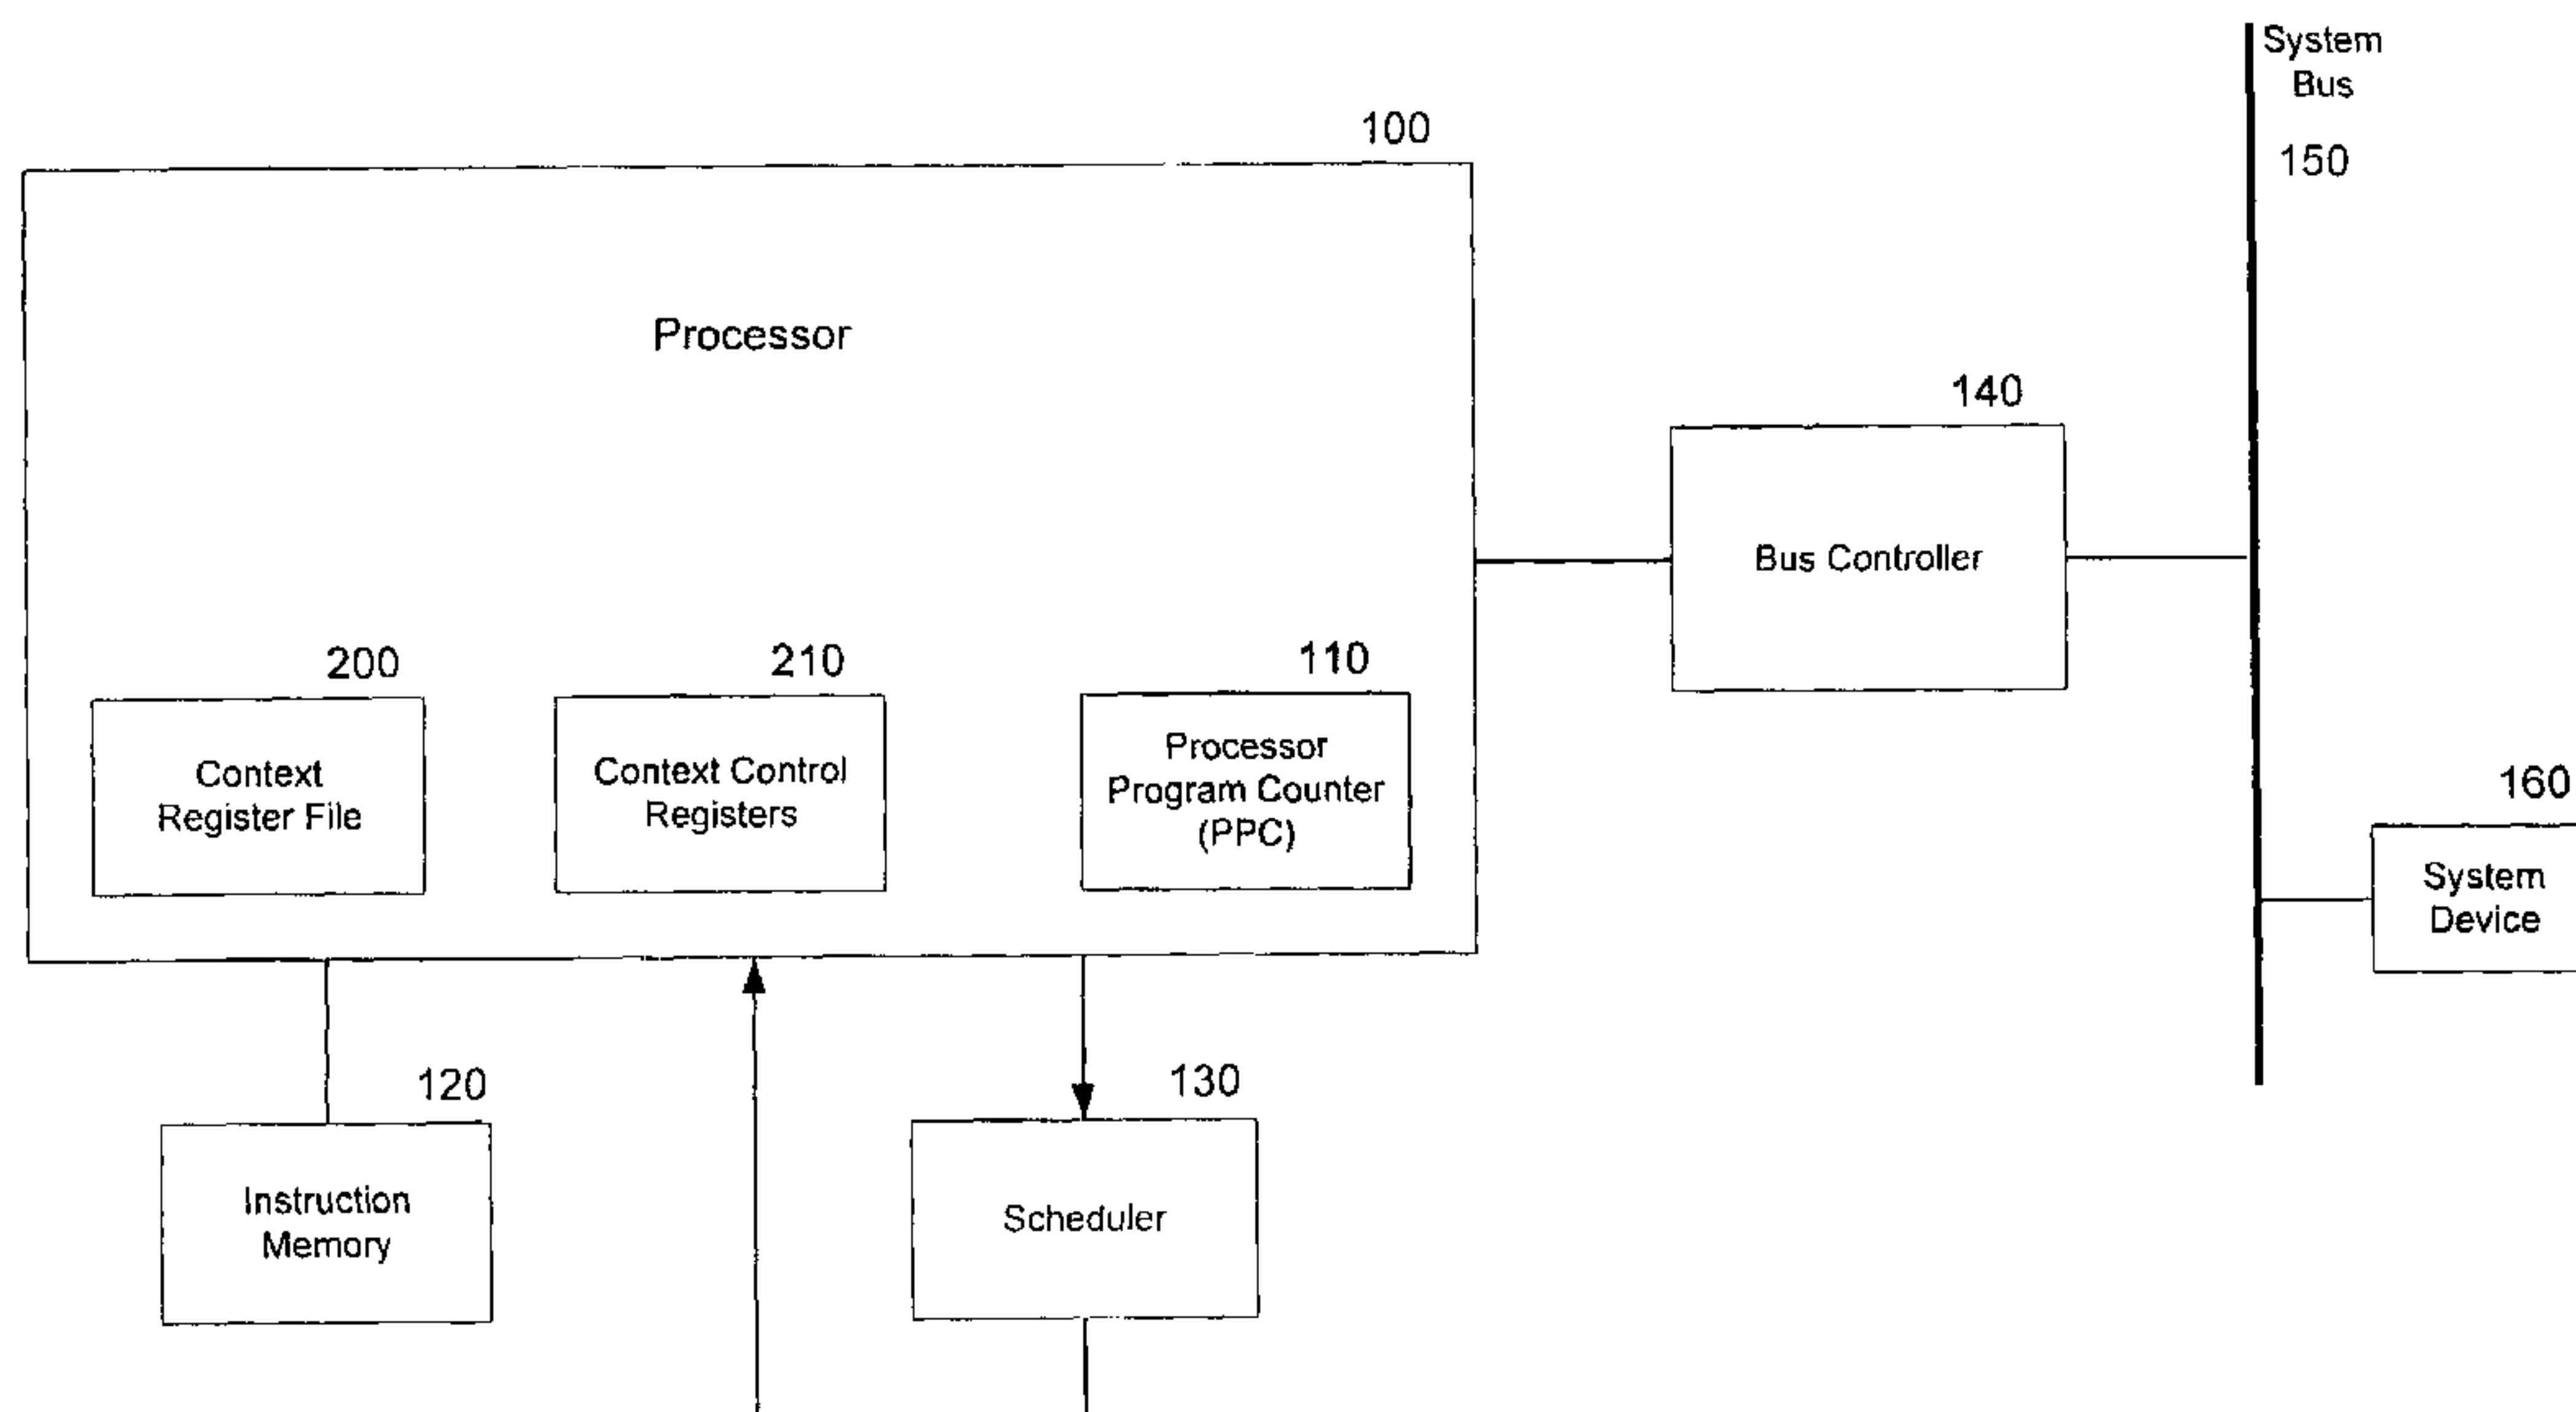 System
Bus
150
100
Processor
140
Bus Controller
200
Context
Register File
210
Context Control
Registers
110
Processor
Program Counter
(PPC)
160
System
Device
120
Instruction
Memory
130
Scheduler